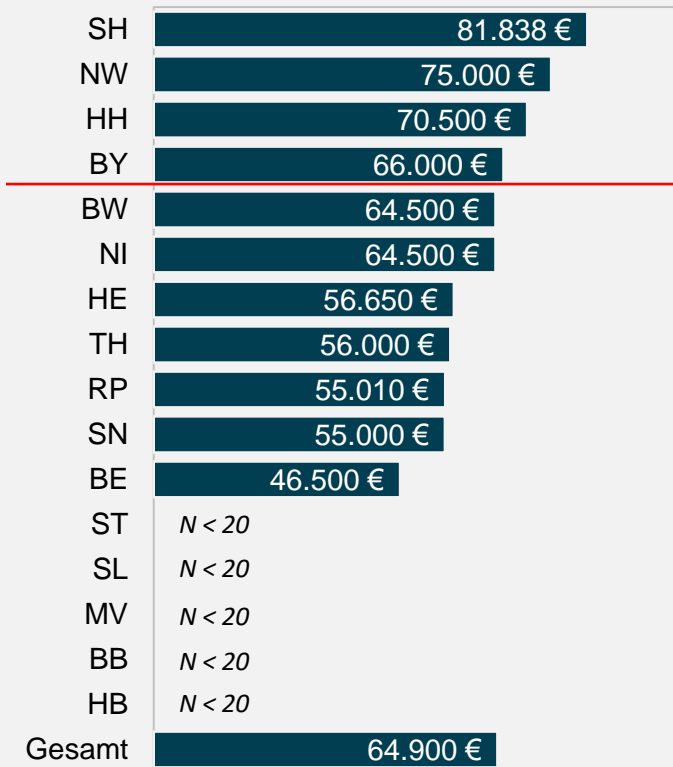 SH 81.838 €
NW 75.000 €
HH 70.500 €
BY 66.000 €
BW 64.500 €
NI 64.500 €
HE 56.650 €
TH 56.000 €
RP 55.010 €
SN 55.000 €
BE 46.500 €
ST N < 20
SL N < 20
MV N < 20
BB N < 20
HB N < 20
Gesamt 64.900 €